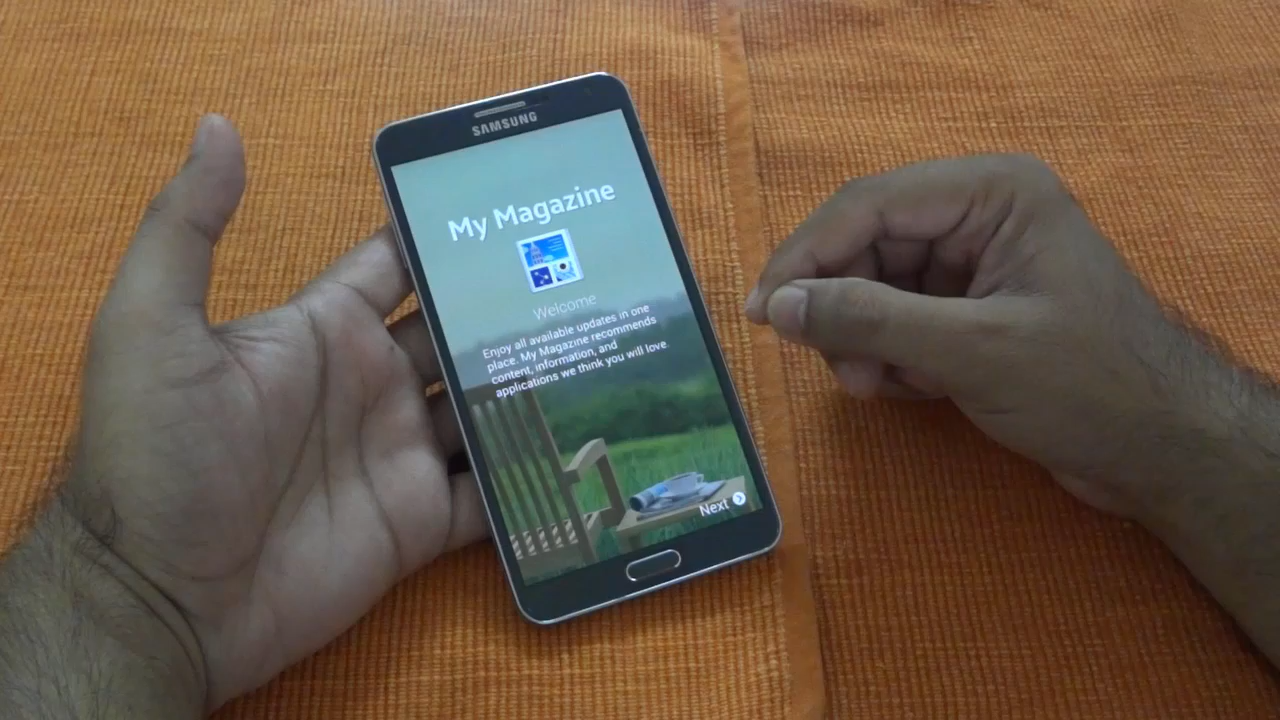 SAMSUNG
My Magazine
Welcome
Enjoy all available updates in one
place. My Magazine recommends
content, information, and
applications we think you will love.
Next